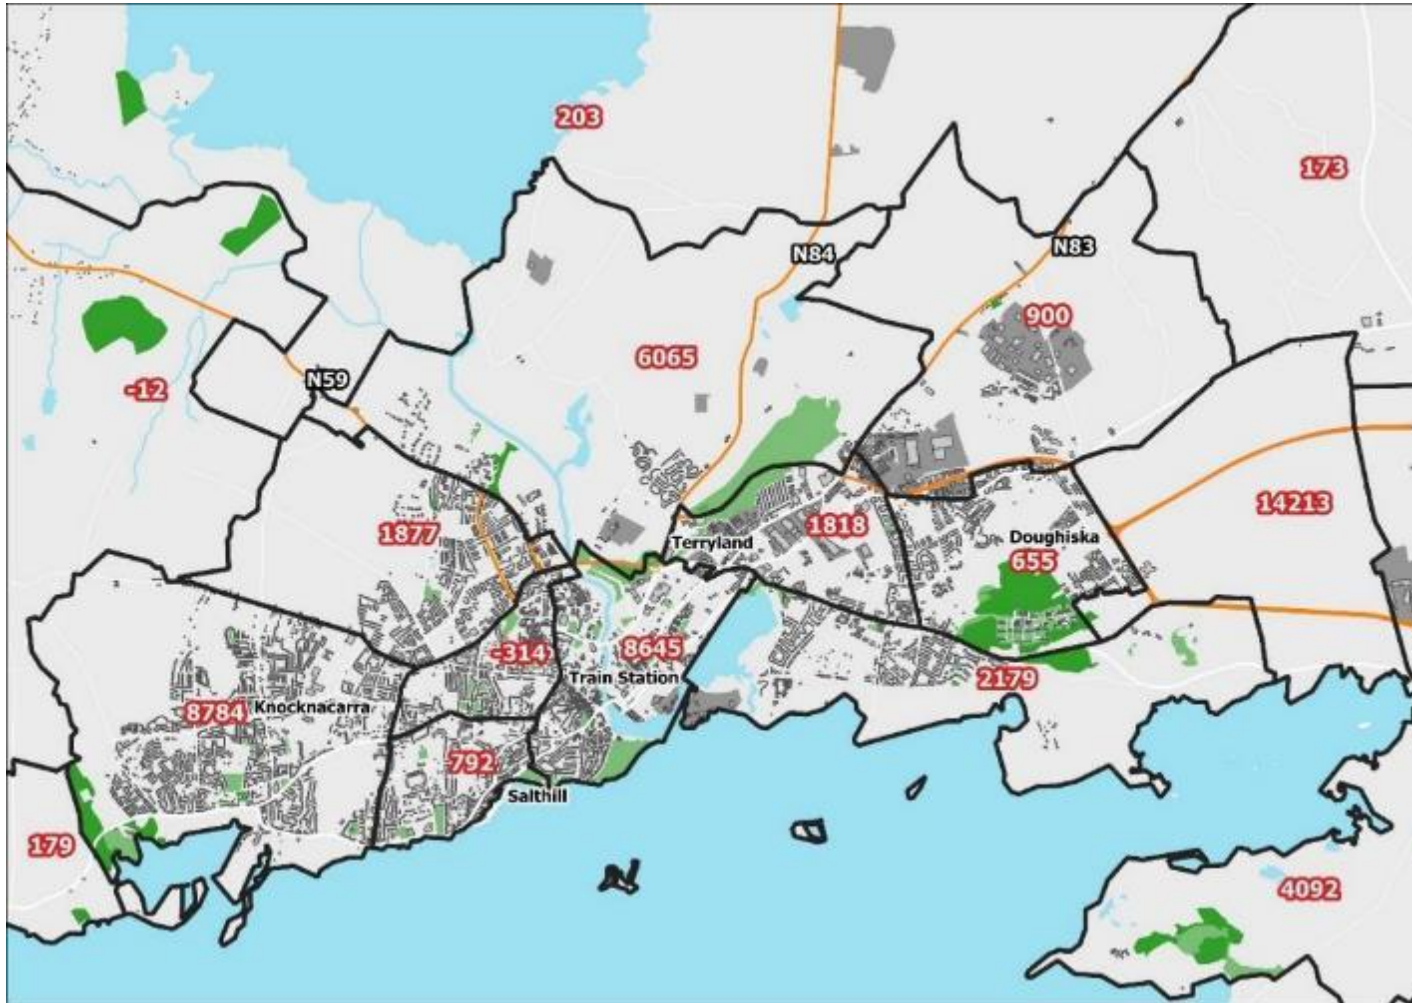 203
173
N84
N83
900
6065
N59
-12
14213
1877
1818
Terryland
Doughiska
655
-314
8645
Train Station
2179
8784
Knocknacarra
792
Salthill
179
4092